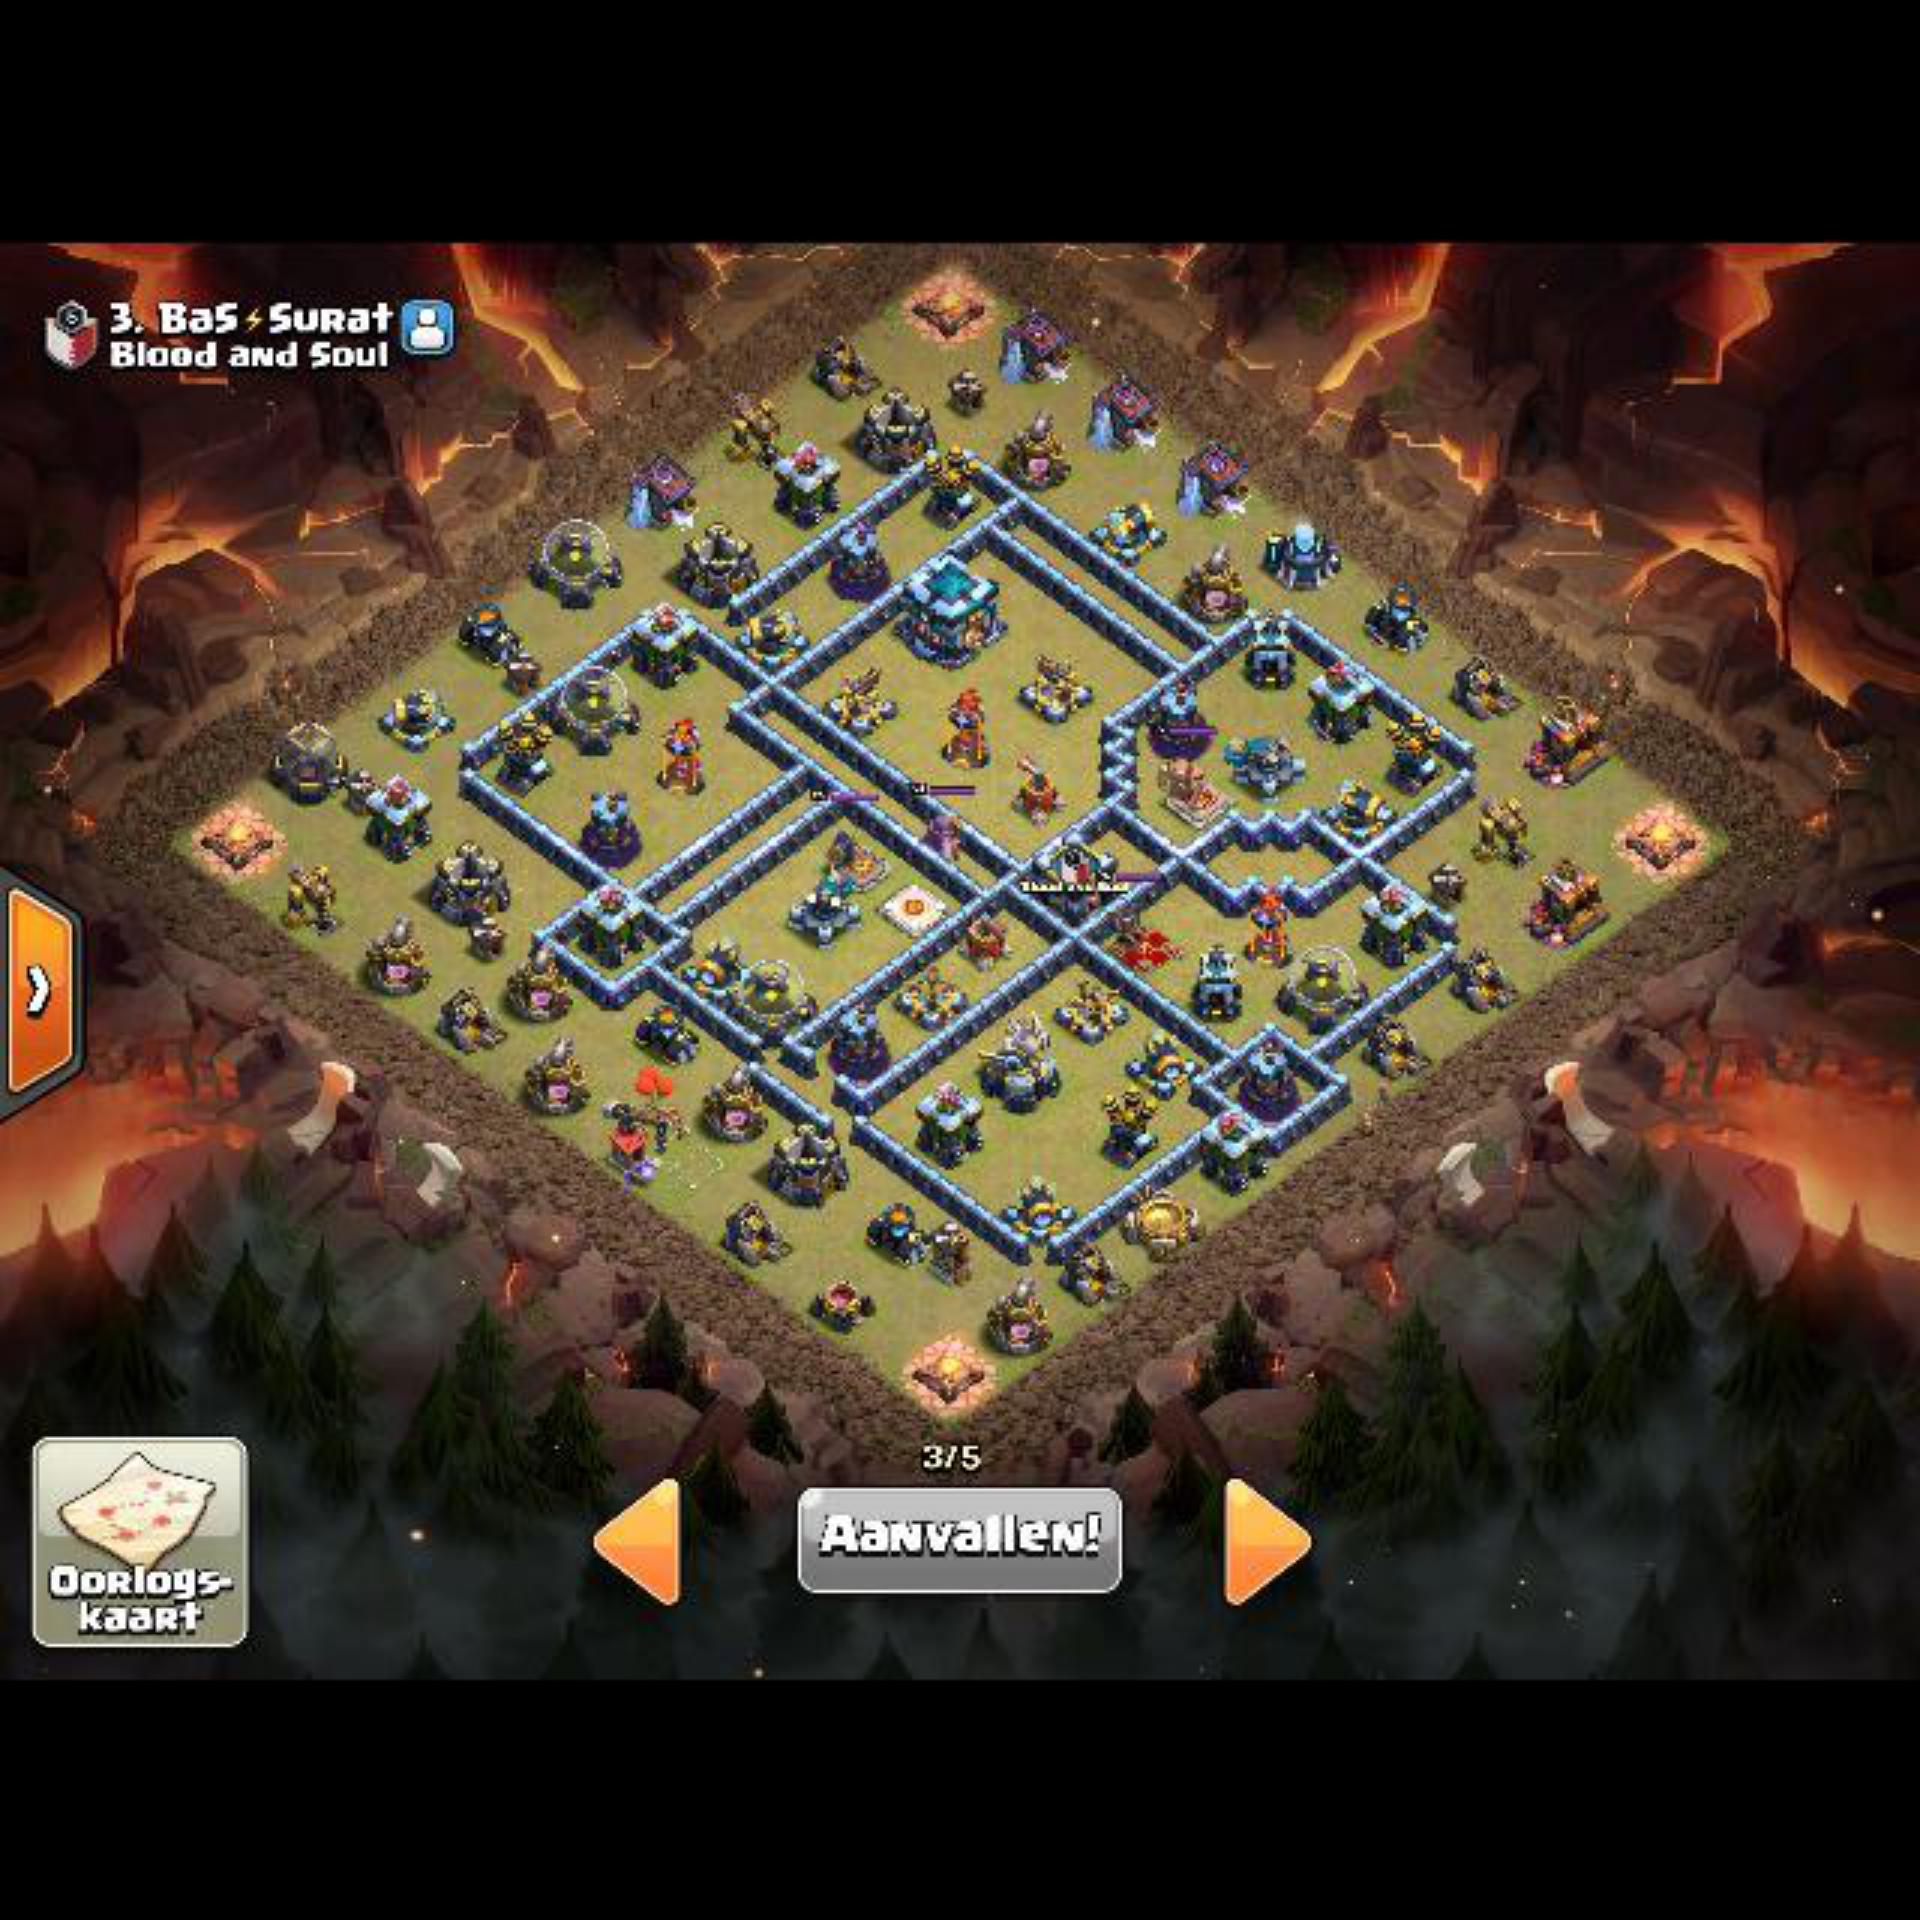 3. BaS⚡Surat
Blood and Soul
3/5
Aanvallen!
Oorlogs-
kaart